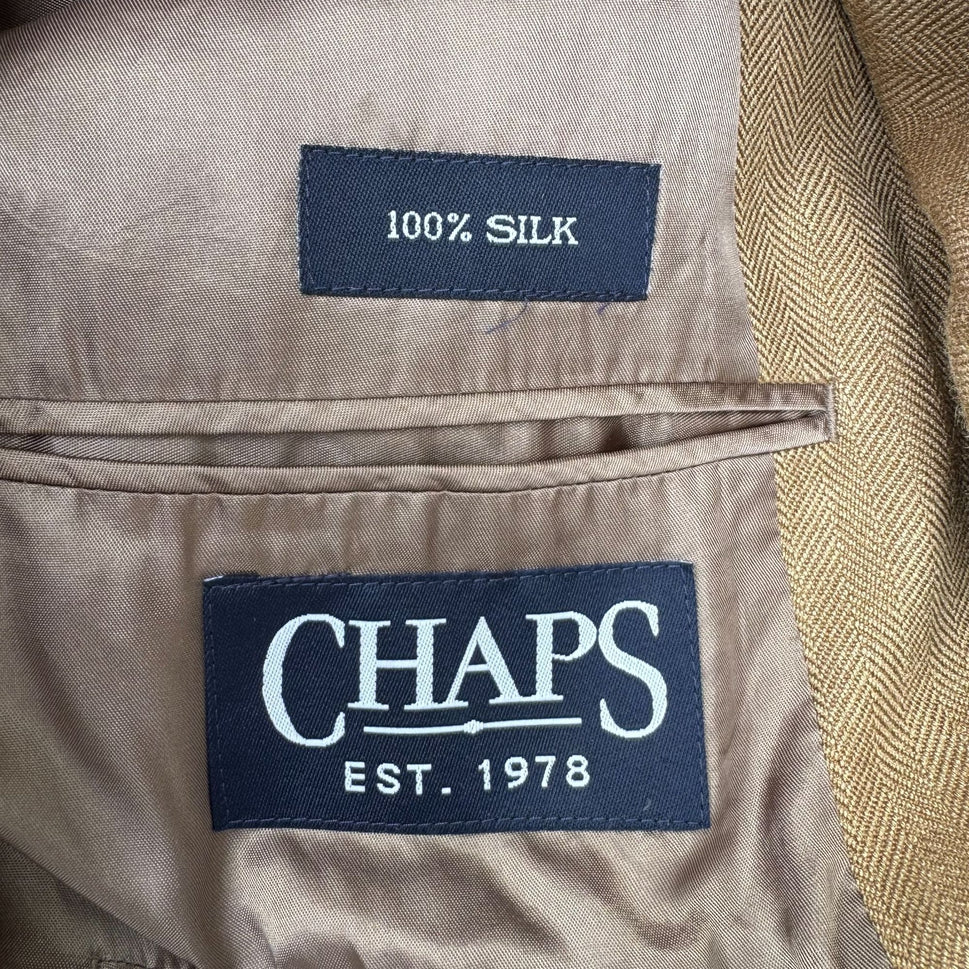 100% SILK
CHAPS
EST. 1978